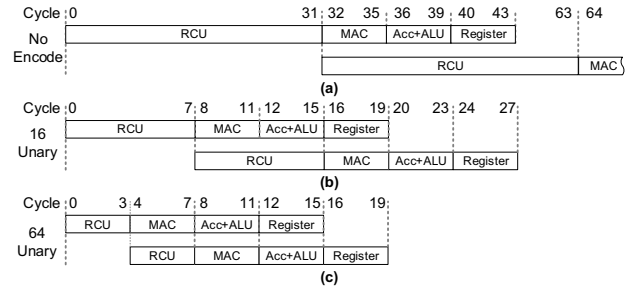 Cycle 0 31 32 35 36 39 40 43 63 64
No Encode RCU MAC Acc+ALU Register
RCU MAC
(a)
Cycle 0 7 8 11 12 15 16 19 20 23 24 27
16 Unary RCU MAC Acc+ALU Register
RCU MAC Acc+ALU Register
(b)
Cycle 0 3 4 7 8 11 12 15 16 19
64 Unary RCU MAC Acc+ALU Register
RCU MAC Acc+ALU Register
(c)